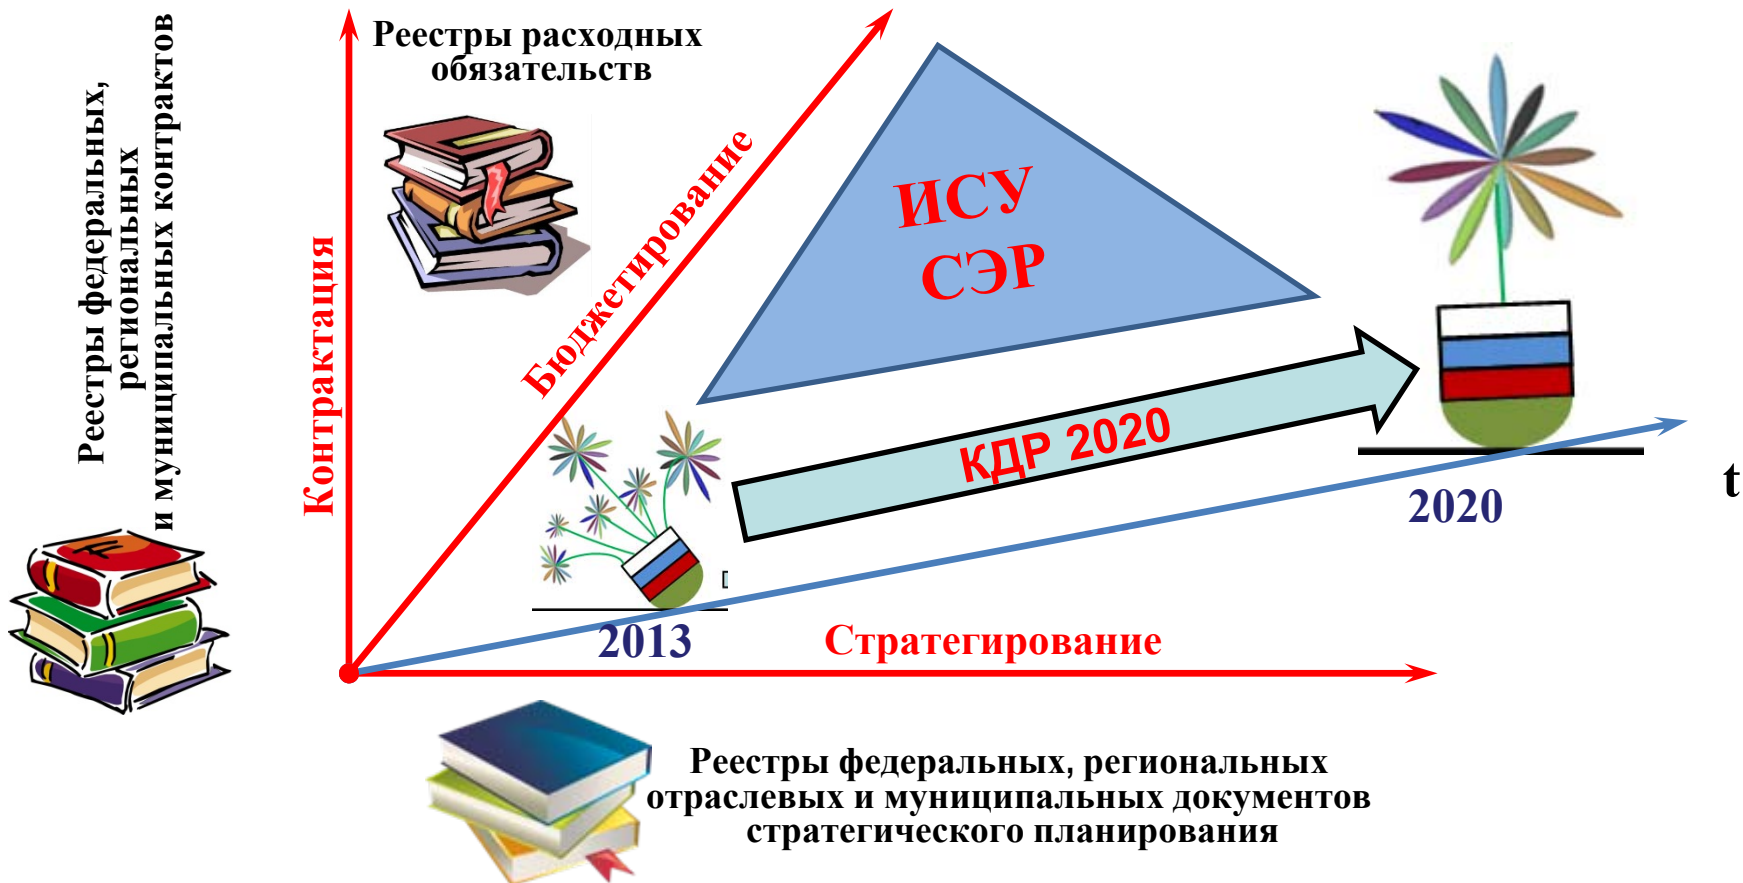 Реестры федеральных,
региональных
и муниципальных контрактов
Контрактация
Реестры расходных
обязательств
Бюджетирование
ИСУ
СЭР
КДР 2020
2013
2020
t
Стратегирование
Реестры федеральных, региональных
отраслевых и муниципальных документов
стратегического планирования